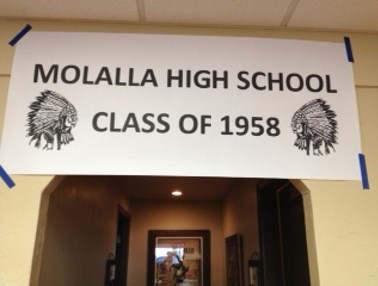 MOLALLA HIGH SCHOOL
CLASS OF 1958